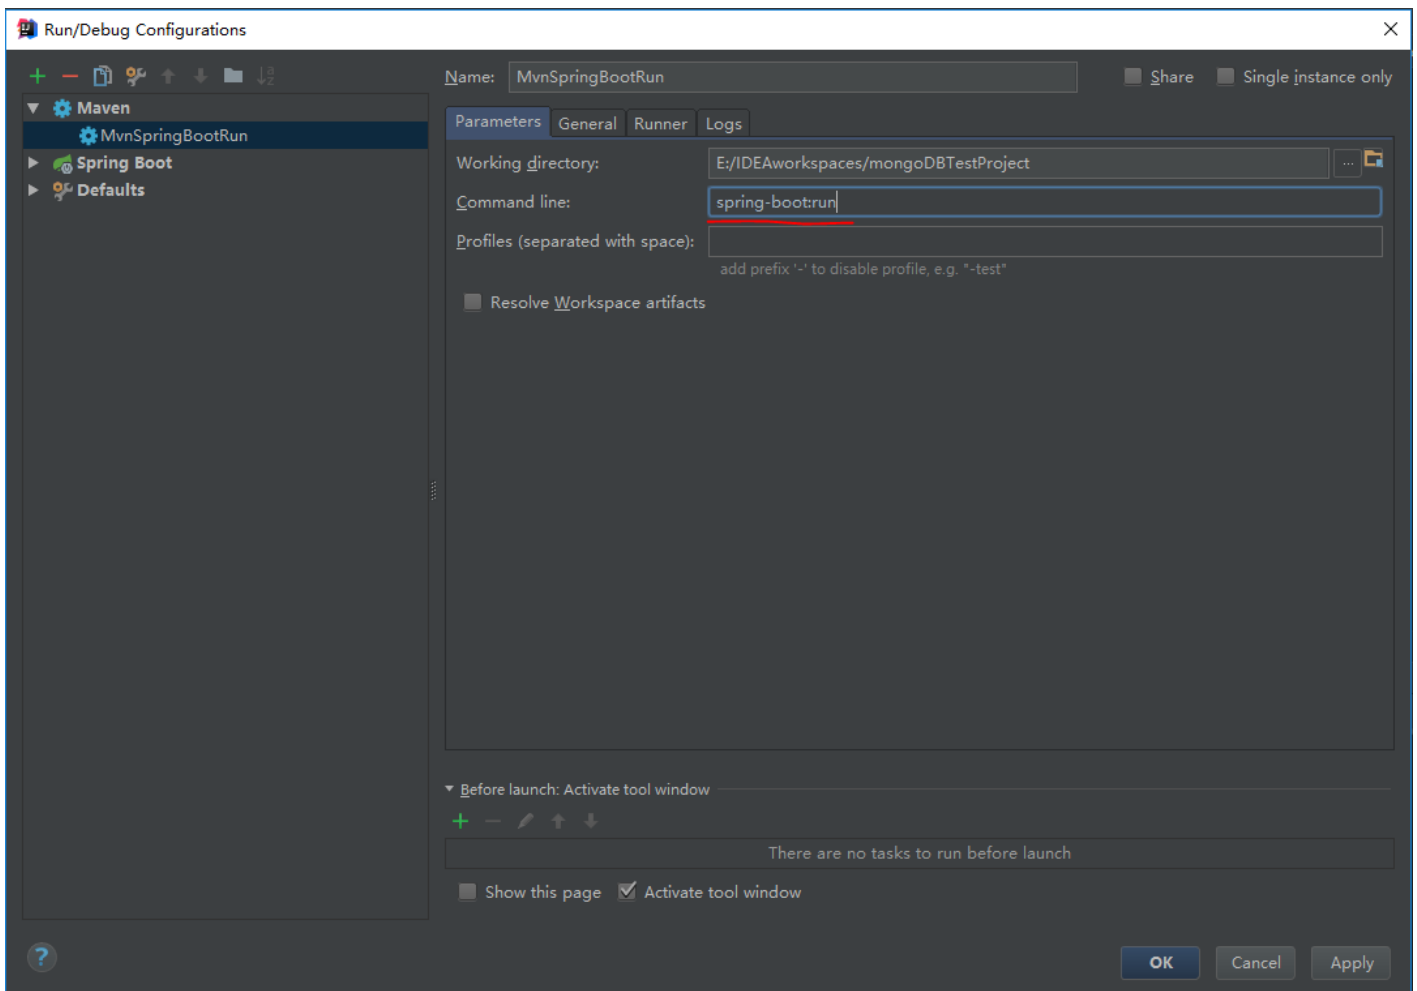 Run/Debug Configurations
Name: MvnSpringBootRun Share Single instance only
Maven
MvnSpringBootRun
Spring Boot
Defaults
Parameters General Runner Logs
Working directory: E:/IDEAworkspaces/mongoDBTestProject ...
Command line: spring-boot:run
Profiles (separated with space):
add prefix '-' to disable profile, e.g. "-test"
Resolve Workspace artifacts
Before launch: Activate tool window
There are no tasks to run before launch
Show this page Activate tool window
? OK Cancel Apply